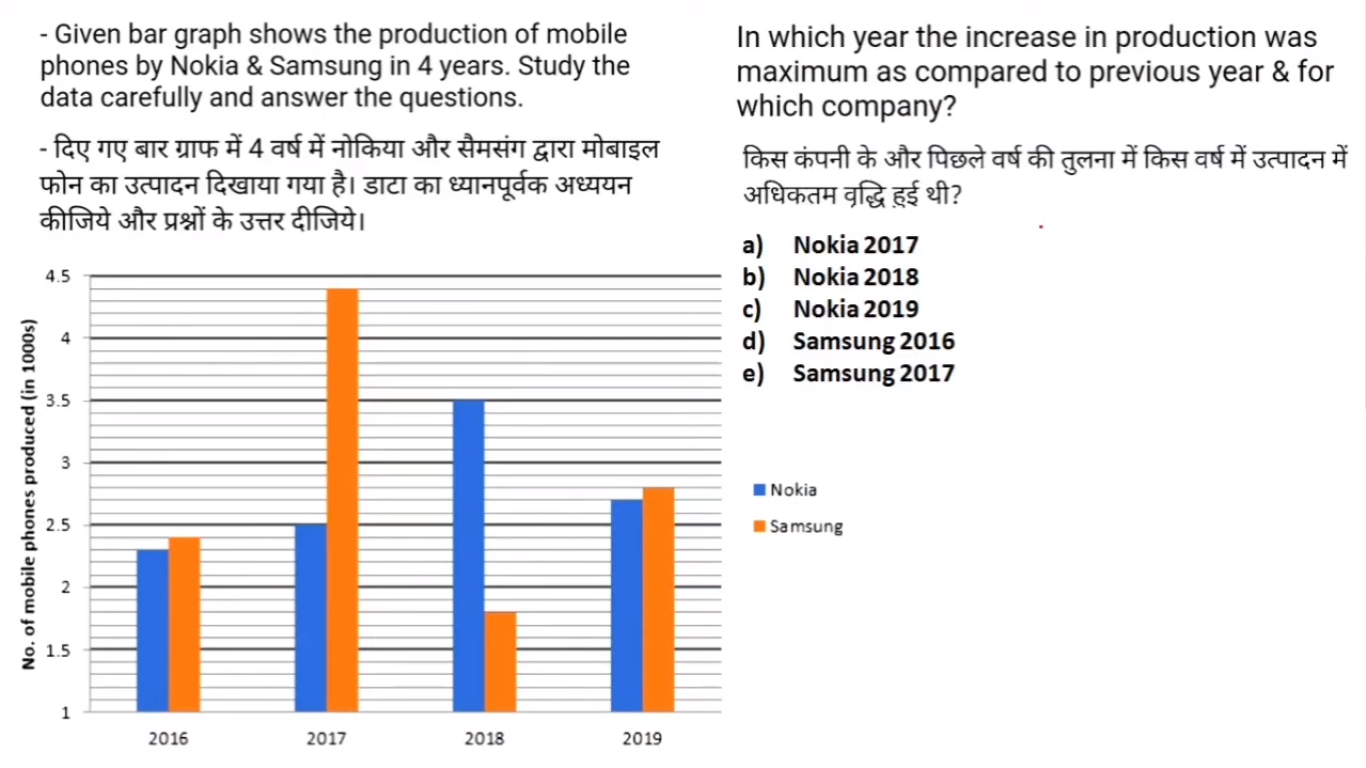 - Given bar graph shows the production of mobile
phones by Nokia & Samsung in 4 years. Study the
data carefully and answer the questions.
- दिए गए बार ग्राफ में 4 वर्ष में नोकिया और सैमसंग द्वारा मोबाइल
फोन का उत्पादन दिखाया गया है। डाटा का ध्यानपूर्वक अध्ययन
कीजिये और प्रश्नों के उत्तर दीजिये।
In which year the increase in production was
maximum as compared to previous year & for
which company?
किस कंपनी के और पिछले वर्ष की तुलना में किस वर्ष में उत्पादन में
अधिकतम वृद्धि हुई थी?
a) Nokia 2017
b) Nokia 2018
c) Nokia 2019
d) Samsung 2016
e) Samsung 2017
No. of mobile phones produced (in 1000s)
4.5
4
3.5
3
2.5
2
1.5
1
2016 2017 2018 2019
Nokia
Samsung